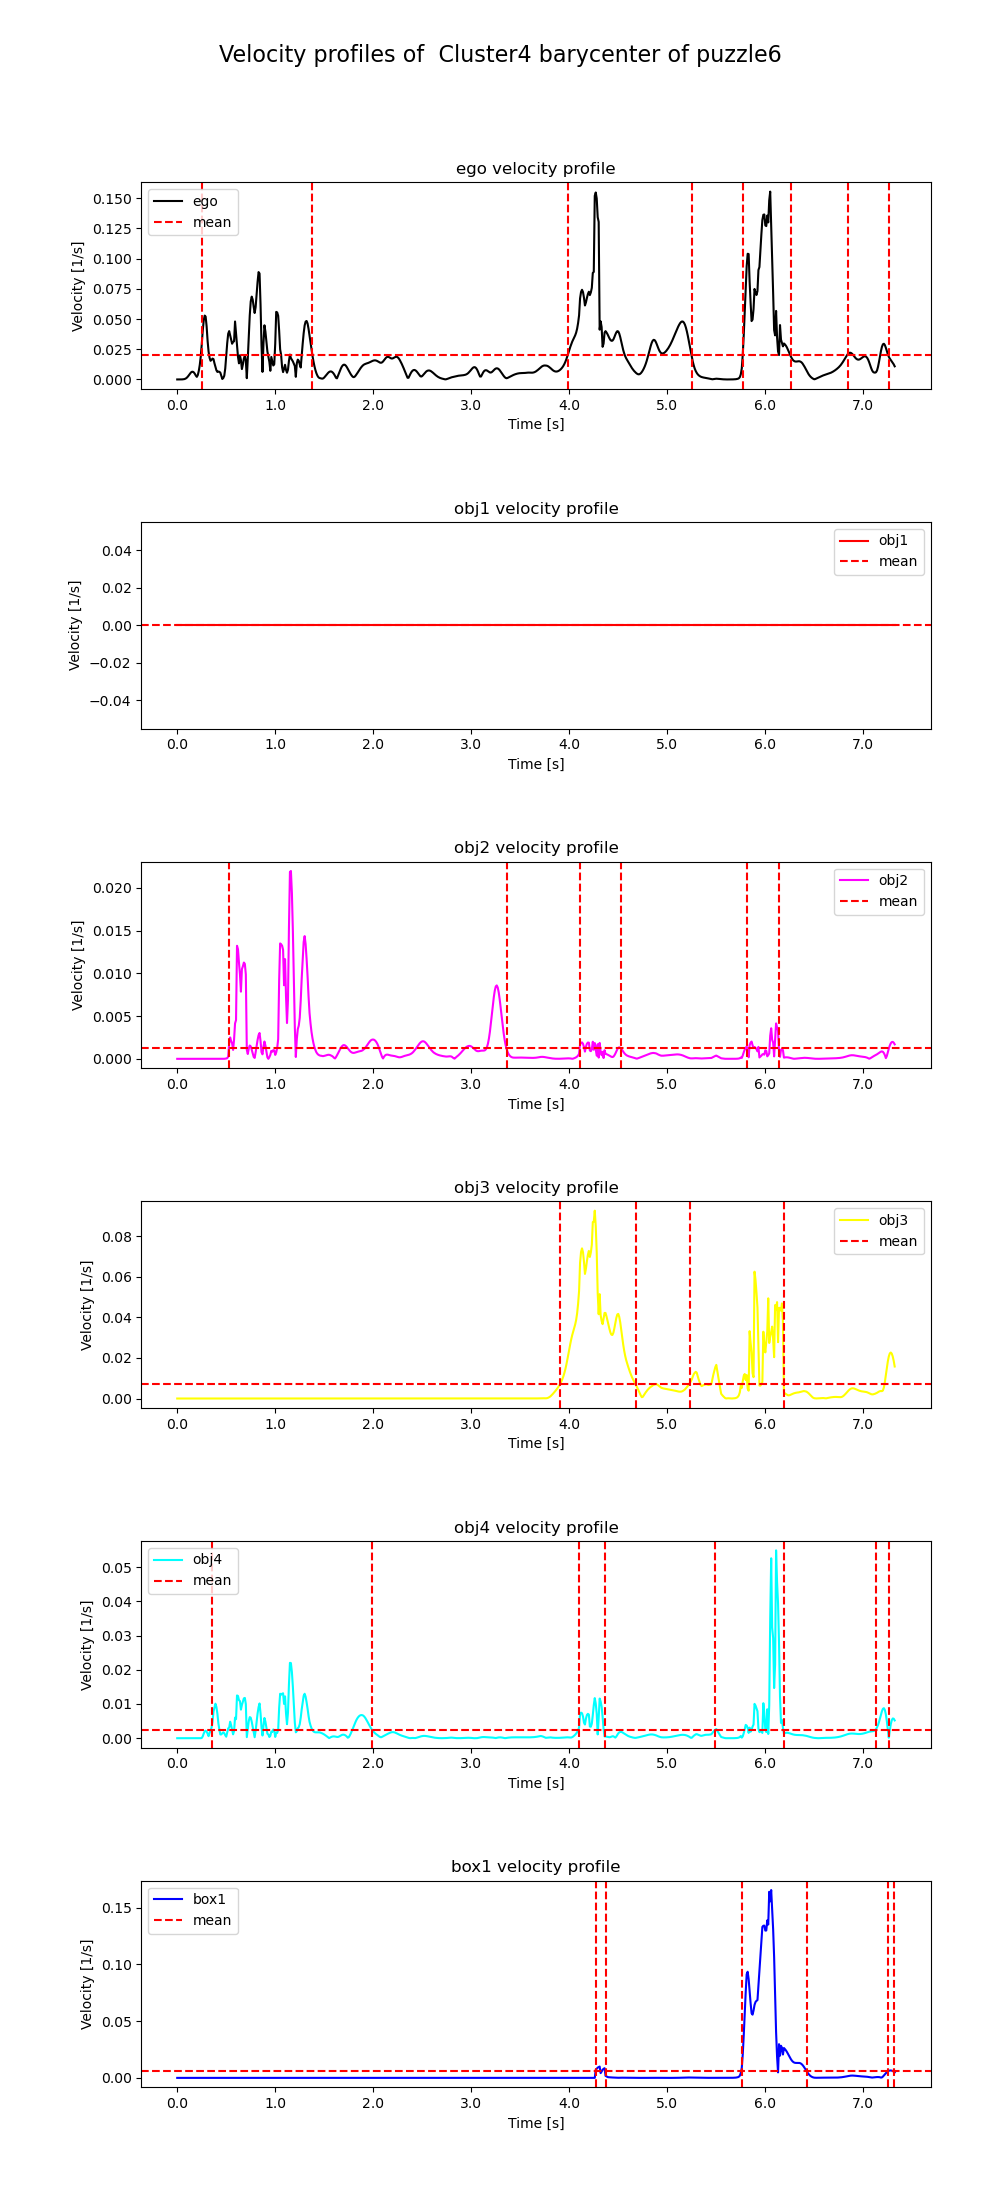 Velocity profiles of  Cluster4 barycenter of puzzle6
ego velocity profile
Velocity [1/s]
0.150
0.125
0.100
0.075
0.050
0.025
0.000
ego
mean
0.0 1.0 2.0 3.0 4.0 5.0 6.0 7.0
Time [s]
obj1 velocity profile
Velocity [1/s]
0.04
0.02
0.00
−0.02
−0.04
obj1
mean
0.0 1.0 2.0 3.0 4.0 5.0 6.0 7.0
Time [s]
obj2 velocity profile
Velocity [1/s]
0.020
0.015
0.010
0.005
0.000
obj2
mean
0.0 1.0 2.0 3.0 4.0 5.0 6.0 7.0
Time [s]
obj3 velocity profile
Velocity [1/s]
0.08
0.06
0.04
0.02
0.00
obj3
mean
0.0 1.0 2.0 3.0 4.0 5.0 6.0 7.0
Time [s]
obj4 velocity profile
Velocity [1/s]
0.05
0.04
0.03
0.02
0.01
0.00
obj4
mean
0.0 1.0 2.0 3.0 4.0 5.0 6.0 7.0
Time [s]
box1 velocity profile
Velocity [1/s]
0.15
0.10
0.05
0.00
box1
mean
0.0 1.0 2.0 3.0 4.0 5.0 6.0 7.0
Time [s]